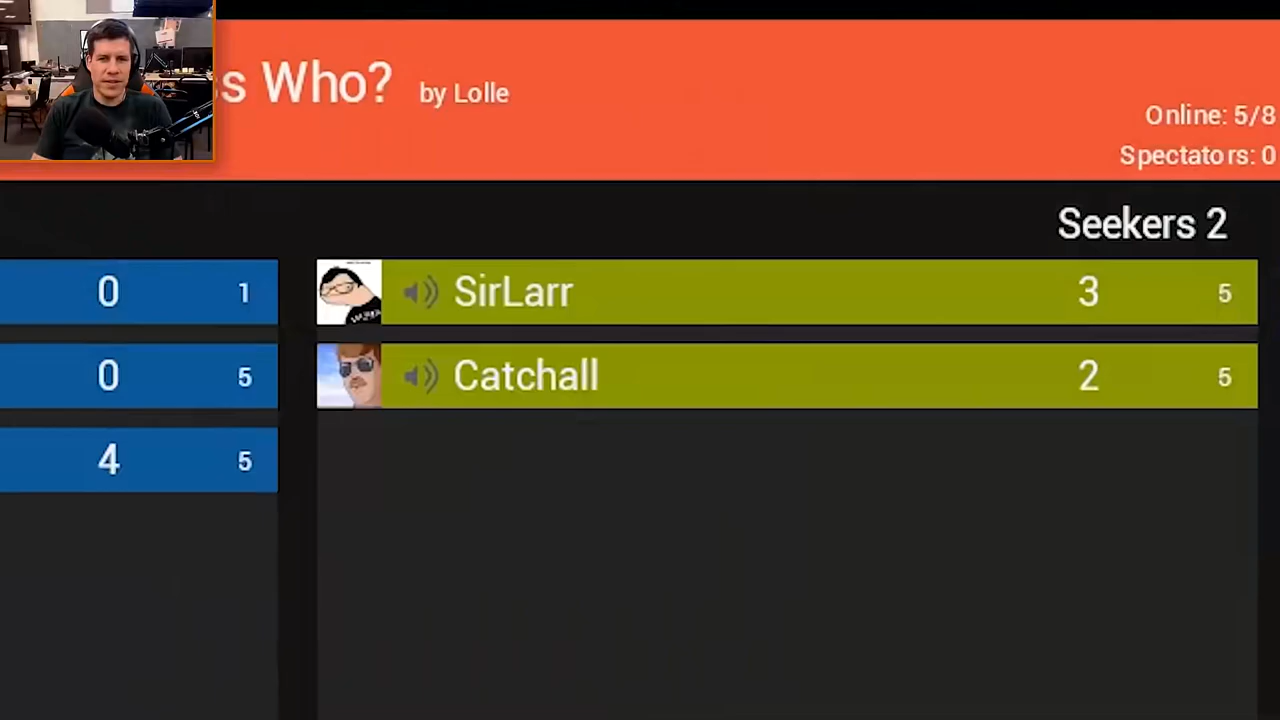 s Who? by Lolle
Online: 5/8
Spectators: 0
Seekers 2
0 1
SirLarr 3 5
0 5
Catchall 2 5
4 5